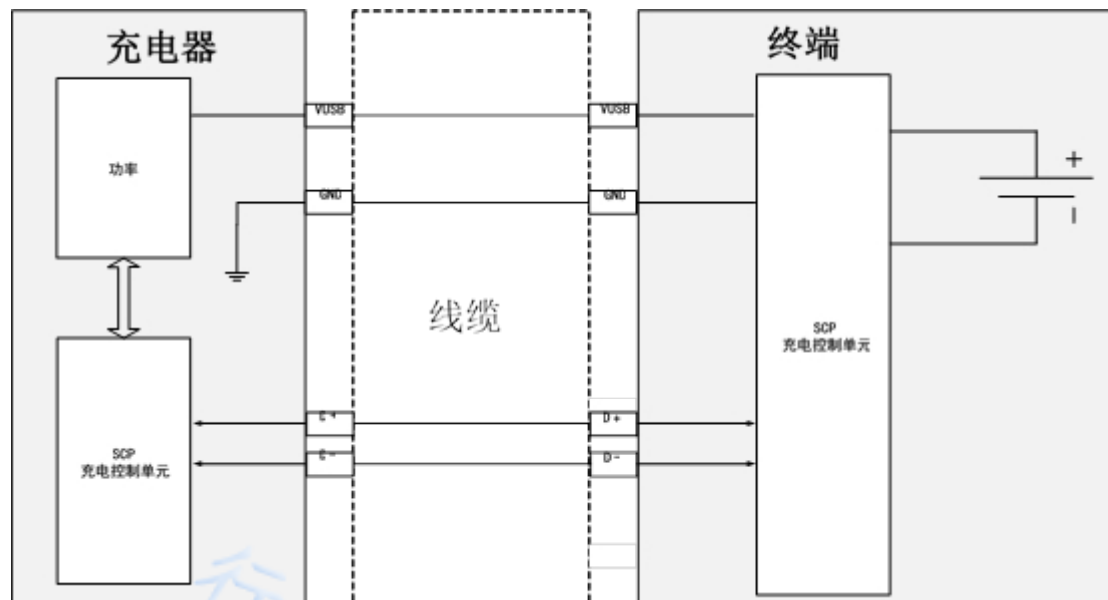 充电器
终端
VUSB
VUSB
功率
GND
GND
+
线缆
SCP
充电控制单元
D+
SCP
充电控制单元
D-
行